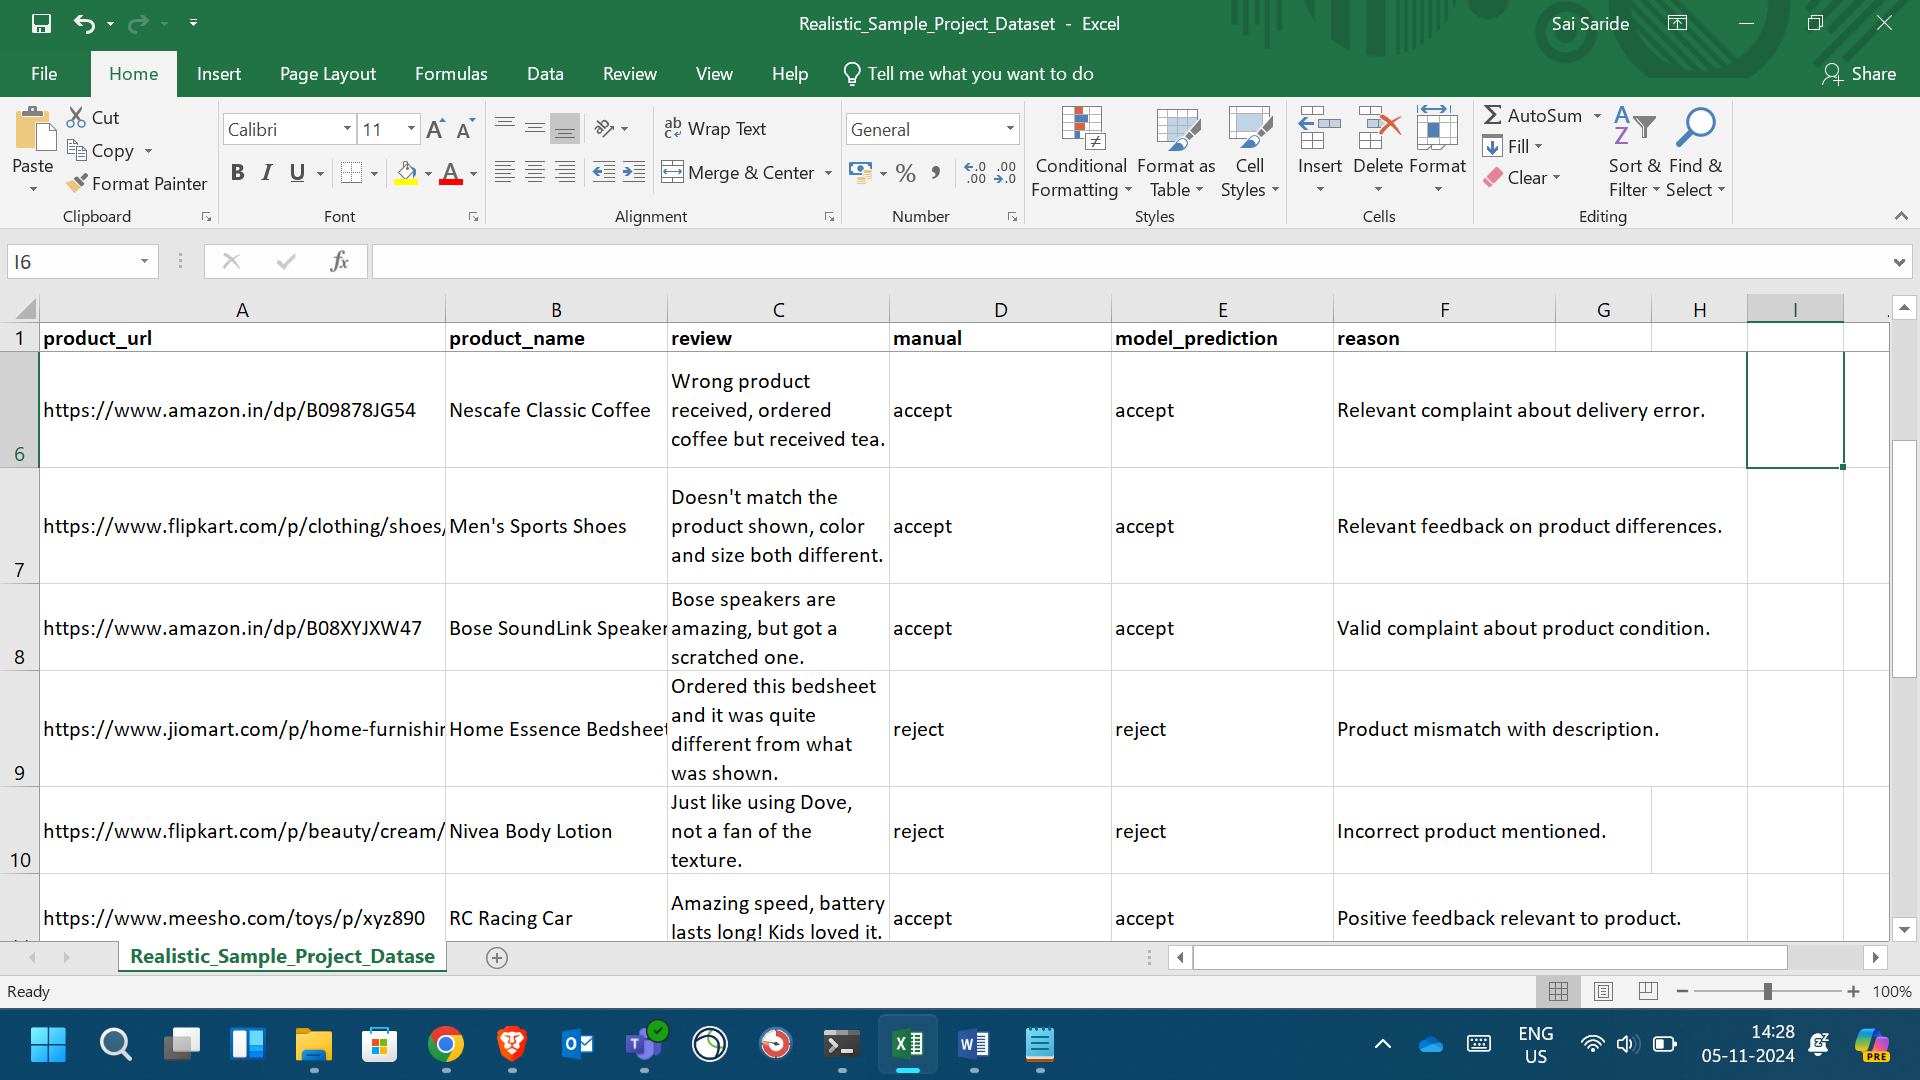 Realistic_Sample_Project_Dataset - Excel
Sai Saride
File Home Insert Page Layout Formulas Data Review View Help Tell me what you want to do Share
Paste
Cut
Copy
Format Painter
Clipboard
Calibri 11
A A
B I U A
Font
Wrap Text
Merge & Center
Alignment
General
% ,
Number
Conditional Formatting
Format as Table
Cell Styles
Styles
Insert Delete Format
Cells
AutoSum
Fill
Clear
Sort & Filter
Find & Select
Editing
I6 fx
A B C D E F G H I
1 product_url product_name review manual model_prediction reason
6 https://www.amazon.in/dp/B09878JG54 Nescafe Classic Coffee Wrong product received, ordered coffee but received tea. accept accept Relevant complaint about delivery error.
7 https://www.flipkart.com/p/clothing/shoes/ Men's Sports Shoes Doesn't match the product shown, color and size both different. accept accept Relevant feedback on product differences.
8 https://www.amazon.in/dp/B08XYJXW47 Bose SoundLink Speaker Bose speakers are amazing, but got a scratched one. accept accept Valid complaint about product condition.
9 https://www.jiomart.com/p/home-furnishin Home Essence Bedsheet Ordered this bedsheet and it was quite different from what was shown. reject reject Product mismatch with description.
10 https://www.flipkart.com/p/beauty/cream/ Nivea Body Lotion Just like using Dove, not a fan of the texture. reject reject Incorrect product mentioned.
https://www.meesho.com/toys/p/xyz890 RC Racing Car Amazing speed, battery lasts long! Kids loved it. accept accept Positive feedback relevant to product.
Realistic_Sample_Project_Datase
Ready
100%
ENG
US
14:28
05-11-2024
PRE